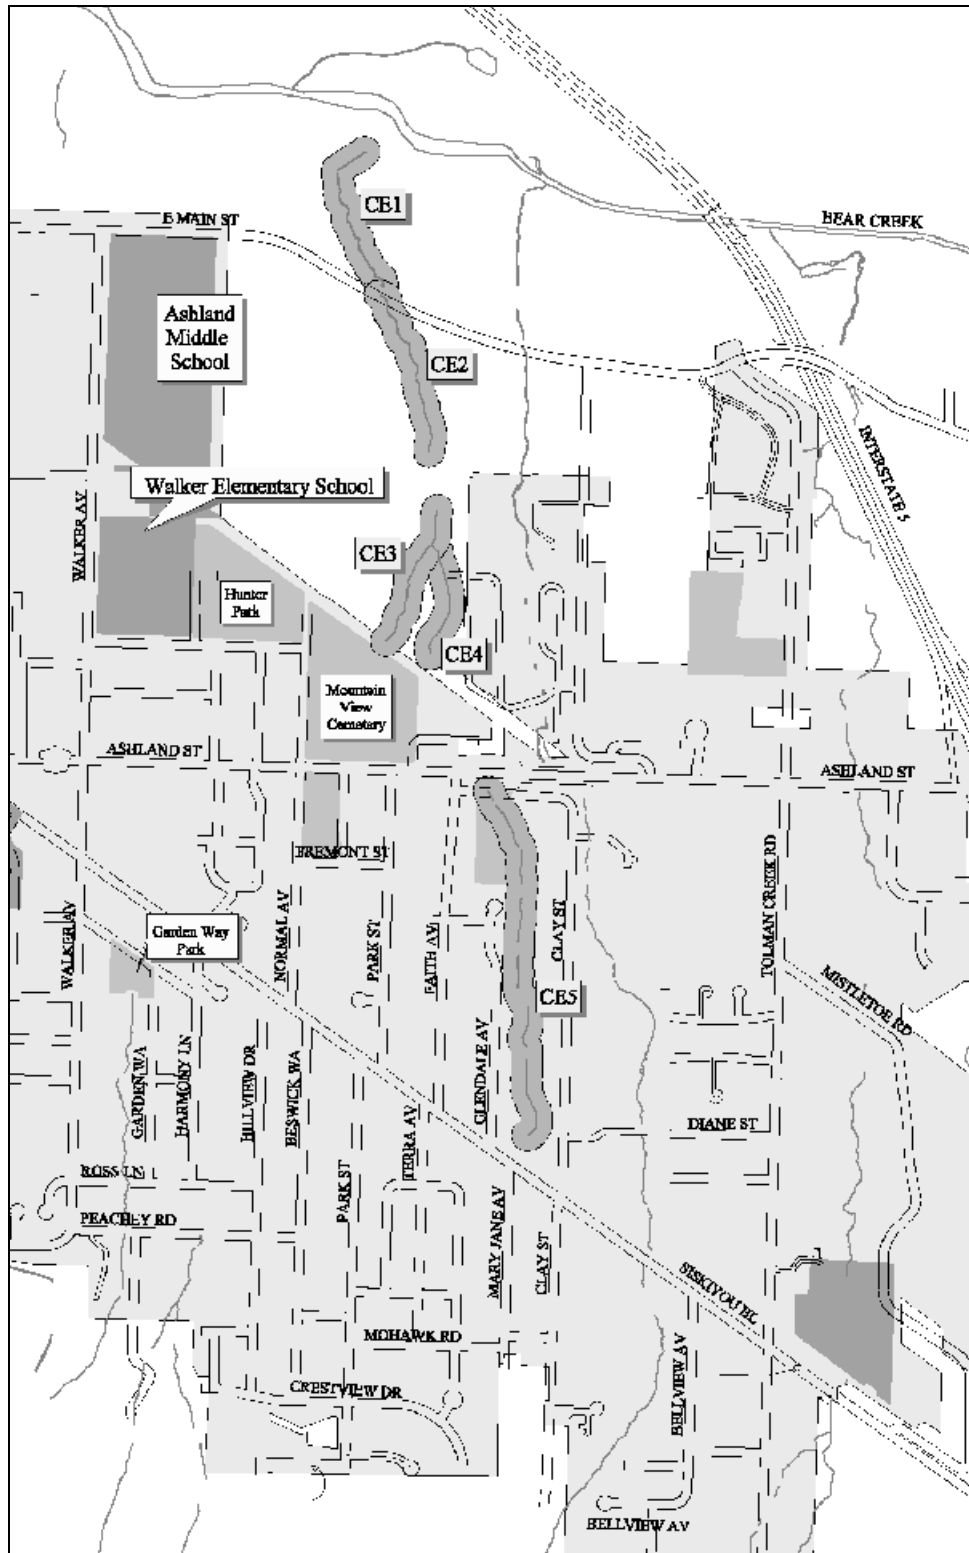 CE1
E MAIN ST
BEAR CREEK
Ashland
Middle
School
CE2
INTERSTATE 5
Walker Elementary School
WALKER AV
CE3
Hunter
Park
CE4
Mountain
View
Cemetary
ASHLAND ST
ASHLAND ST
FREMONT ST
TOLMAN CREEK RD
WALKER AV
Garden Way
Park
NORMAL AV
PARK ST
FAITH AV
CLAY ST
CE5
MISTLETOE RD
GARDEN WA
HARMONY LN
HILLVIEW DR
BESWICK WA
GLENDALE AV
TERRA AV
DIANE ST
ROSS LN
PARK ST
PEACHEY RD
MARY JANE AV
CLAY ST
SISKIYOU BL
MOHAWK RD
BELLVIEW AV
CRESTVIEW DR
BELLVIEW AV